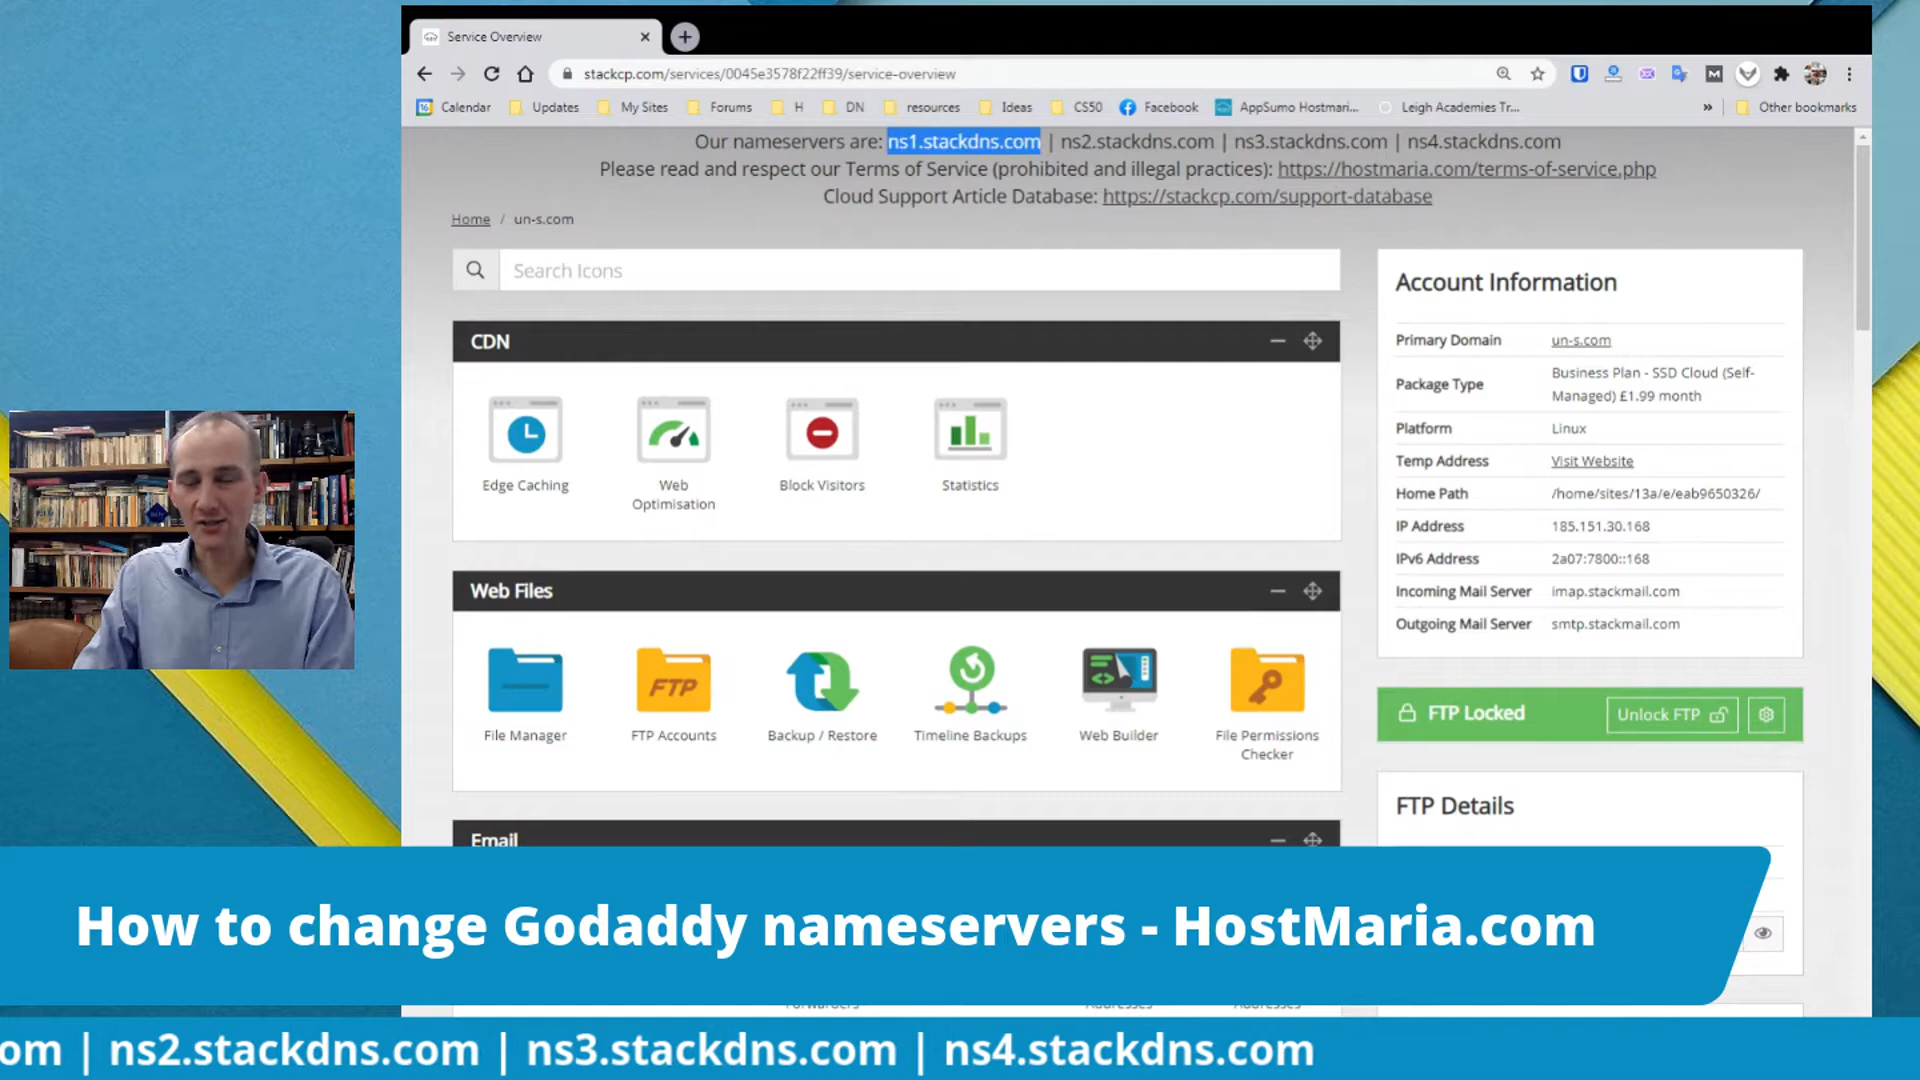 Service Overview
stackcp.com/services/0045e3578f22ff39/service-overview
Calendar Updates My Sites Forums H DN resources Ideas CS50 Facebook AppSumo Hostmari... Leigh Academies Tr... » Other bookmarks
Our nameservers are: ns1.stackdns.com | ns2.stackdns.com | ns3.stackdns.com | ns4.stackdns.com
Please read and respect our Terms of Service (prohibited and illegal practices): https://hostmaria.com/terms-of-service.php
Cloud Support Article Database: https://stackcp.com/support-database
Home / un-s.com
Search Icons
CDN
Edge Caching
Web Optimisation
Block Visitors
Statistics
Web Files
FTP
File Manager
FTP Accounts
Backup / Restore
Timeline Backups
Web Builder
File Permissions Checker
Email
Account Information
Primary Domain un-s.com
Package Type Business Plan - SSD Cloud (Self-
Managed) £1.99 month
Platform Linux
Temp Address Visit Website
Home Path /home/sites/13a/e/eab9650326/
IP Address 185.151.30.168
IPv6 Address 2a07:7800::168
Incoming Mail Server imap.stackmail.com
Outgoing Mail Server smtp.stackmail.com
FTP Locked Unlock FTP
FTP Details
How to change Godaddy nameservers - HostMaria.com
om | ns2.stackdns.com | ns3.stackdns.com | ns4.stackdns.com